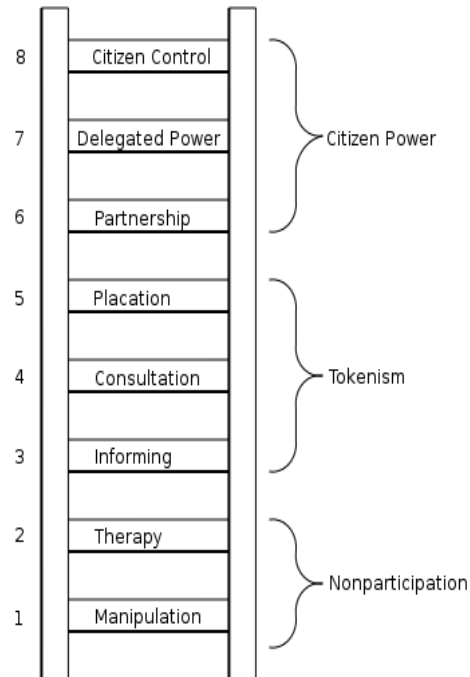 8 Citizen Control
7 Delegated Power Citizen Power
6 Partnership
5 Placation
4 Consultation Tokenism
3 Informing
2 Therapy
Nonparticipation
1 Manipulation